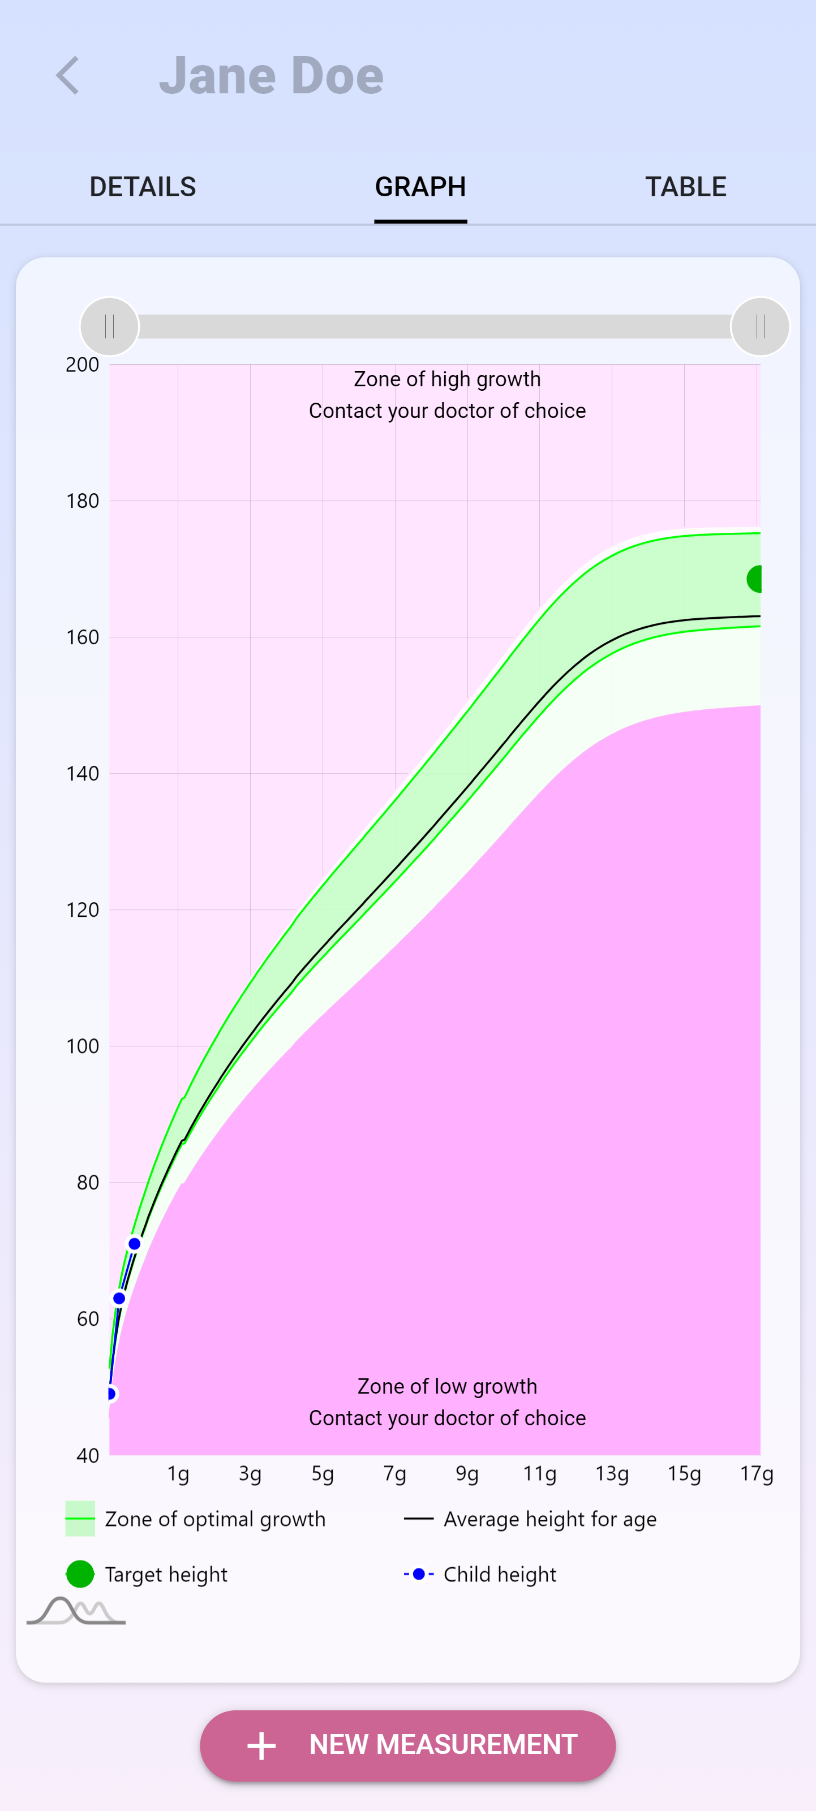 Jane Doe
DETAILS GRAPH TABLE
200
Zone of high growth
Contact your doctor of choice
180
160
140
120
100
80
60
Zone of low growth
Contact your doctor of choice
40
1g 3g 5g 7g 9g 11g 13g 15g 17g
Zone of optimal growth Average height for age
Target height Child height
+ NEW MEASUREMENT